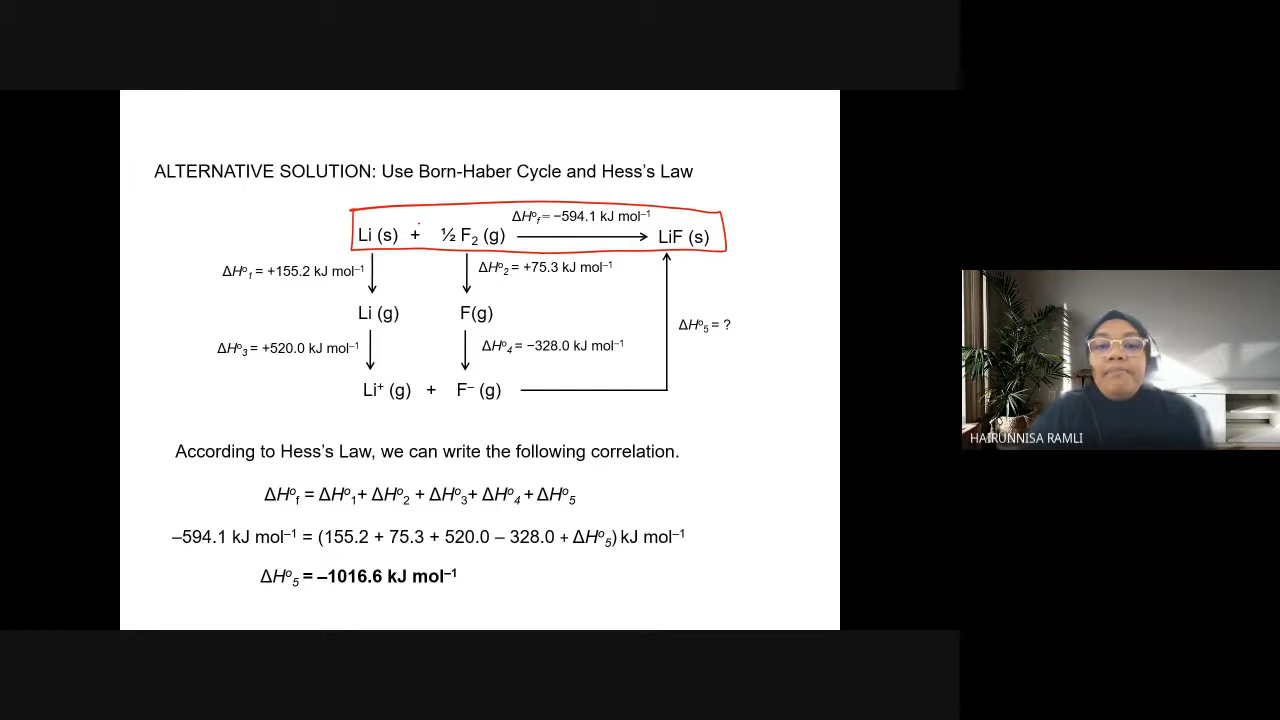 ALTERNATIVE SOLUTION: Use Born-Haber Cycle and Hess's Law
ΔH°f = −594.1 kJ mol−1
Li (s) + ½ F2 (g) LiF (s)
ΔH°1 = +155.2 kJ mol−1 ΔH°2 = +75.3 kJ mol−1
Li (g) F(g)
ΔH°5 = ?
ΔH°3 = +520.0 kJ mol−1 ΔH°4 = −328.0 kJ mol−1
Li+ (g) + F− (g)
According to Hess's Law, we can write the following correlation.
ΔH°f = ΔH°1+ ΔH°2 + ΔH°3+ ΔH°4 + ΔH°5
–594.1 kJ mol–1 = (155.2 + 75.3 + 520.0 – 328.0 + ΔH°5) kJ mol–1
ΔH°5 = –1016.6 kJ mol–1
HAIRUNNISA RAMLI